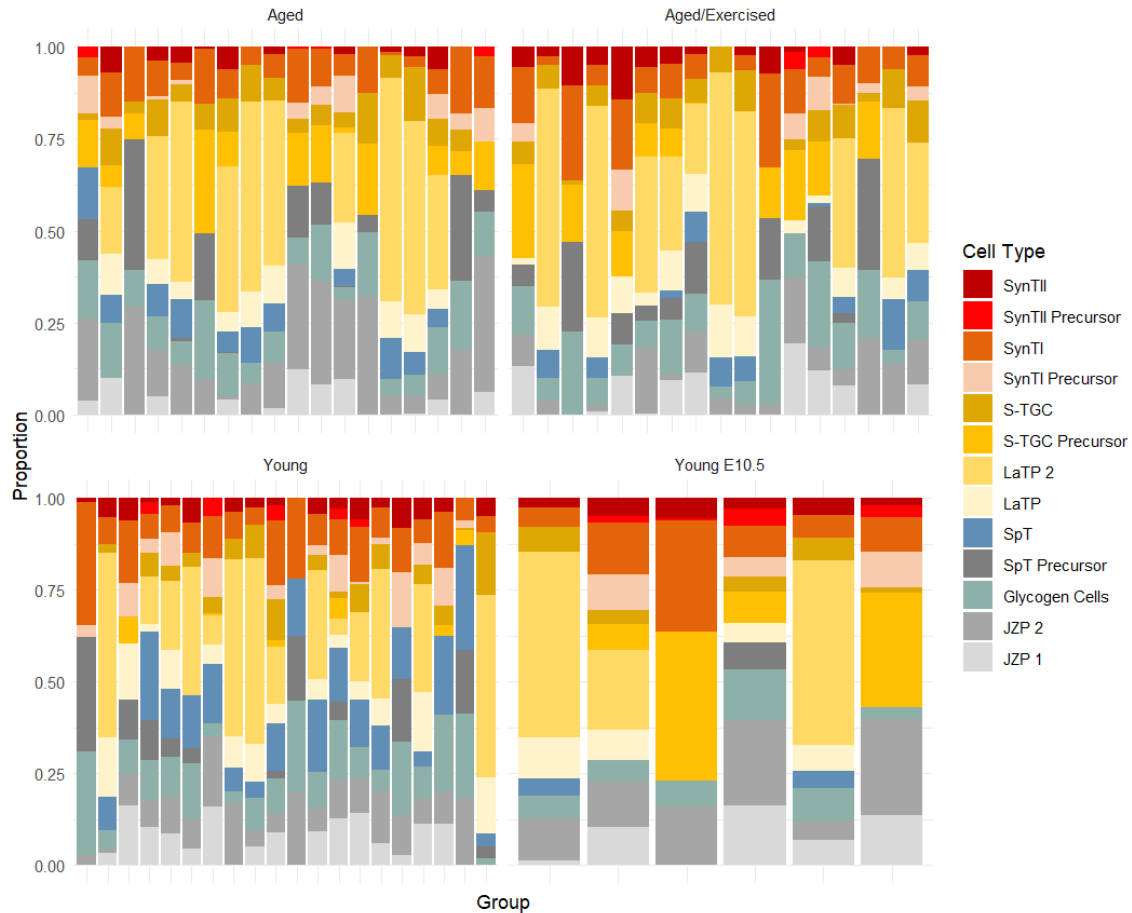 Aged
Aged/Exercised
1.00
0.75
0.50
0.25
0.00
Young
Young E10.5
1.00
0.75
0.50
0.25
0.00
Proportion
Group
Cell Type
SynTII
SynTII Precursor
SynTI
SynTI Precursor
S-TGC
S-TGC Precursor
LaTP 2
LaTP
SpT
SpT Precursor
Glycogen Cells
JZP 2
JZP 1